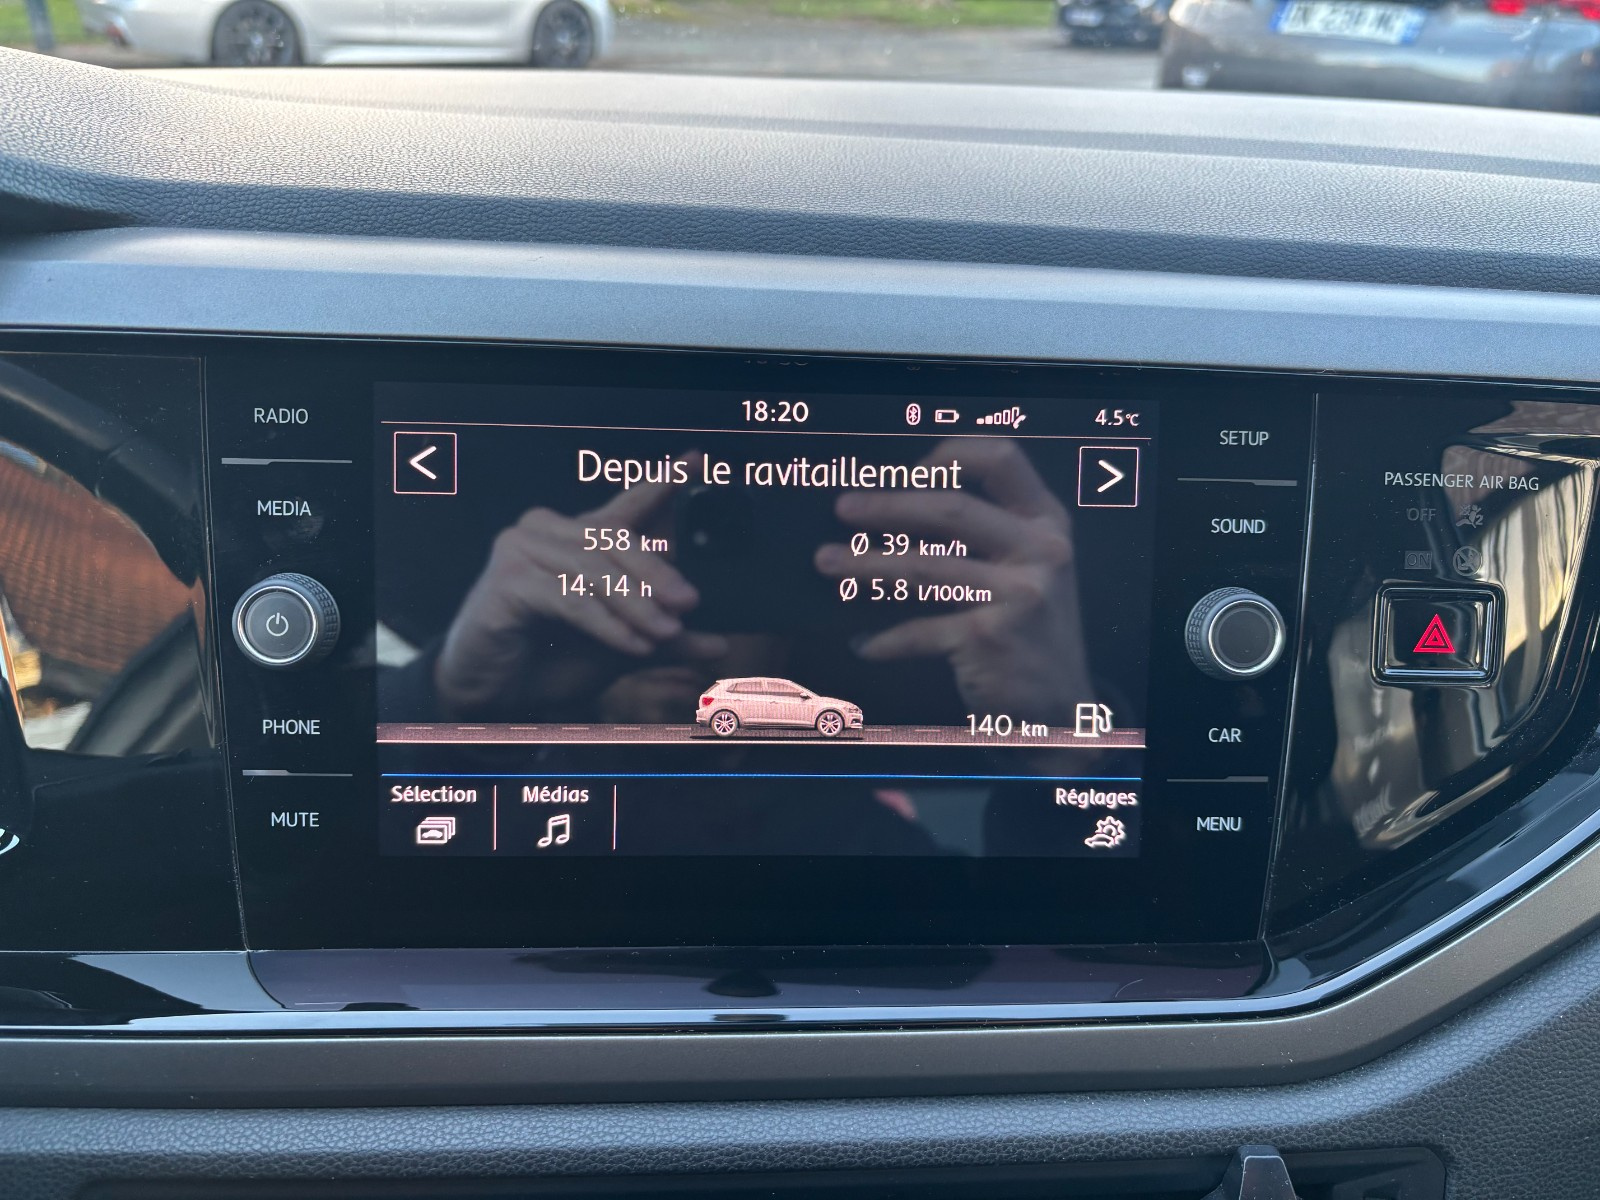 RADIO
MEDIA
PHONE
MUTE
18:20
4.5°C
Depuis le ravitaillement
558 km
Ø 39 km/h
14:14 h
Ø 5.8 l/100km
140 km
Sélection
Médias
Réglages
SETUP
SOUND
CAR
MENU
PASSENGER AIR BAG
OFF
ON